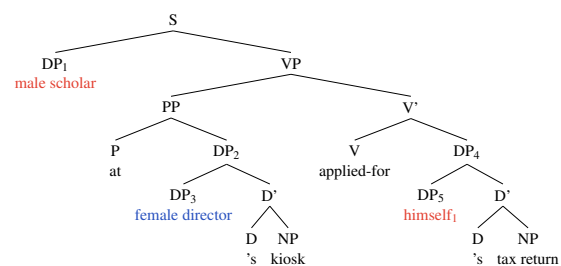 S
DP₁ VP
male scholar
PP V'
P DP₂ V DP₄
at applied-for
DP₃ D' DP₅ D'
female director himself₁
D NP D NP
's kiosk 's tax return